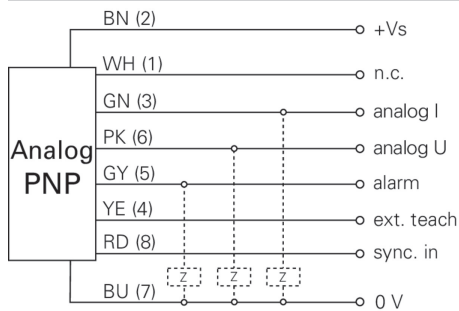 BN (2) +Vs
WH (1) n.c.
GN (3) analog I
PK (6) analog U
Analog
PNP
GY (5) alarm
YE (4) ext. teach
RD (8) sync. in
Z Z Z
BU (7) 0 V